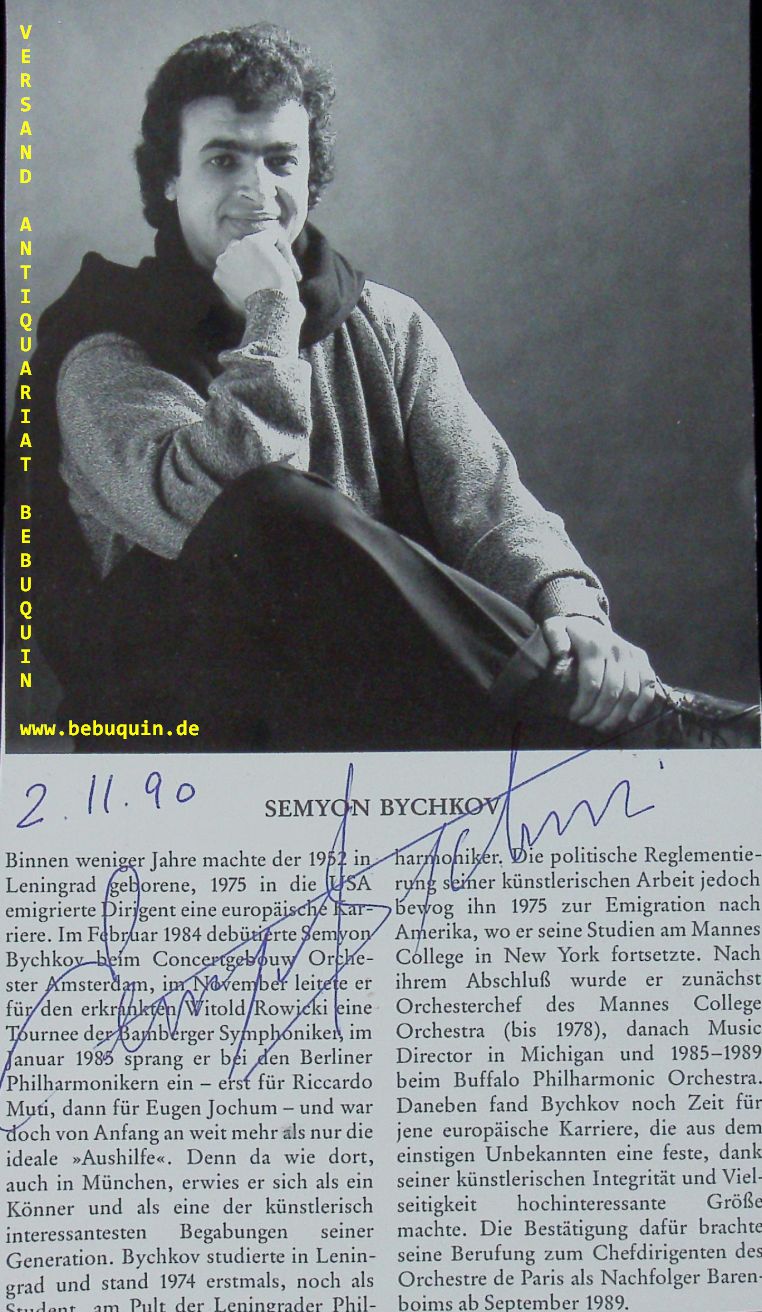 VERSAND ANTIQUARIAT BEBUQUIN
www.bebuquin.de
2.11.90
SEMYON BYCHKOV
Binnen weniger Jahre machte der 1952 in
Leningrad geborene, 1975 in die USA
emigrierte Dirigent eine europäische Kar-
riere. Im Februar 1984 debütierte Semyon
Bychkov beim Concertgebouw Orche-
ster Amsterdam, im November leitete er
für den erkrankten Witold Rowicki eine
Tournee der Bamberger Symphoniker, im
Januar 1985 sprang er bei den Berliner
Philharmonikern ein – erst für Riccardo
Muti, dann für Eugen Jochum – und war
doch von Anfang an weit mehr als nur die
ideale »Aushilfe«. Denn da wie dort,
auch in München, erwies er sich als ein
Könner und als eine der künstlerisch
interessantesten Begabungen seiner
Generation. Bychkov studierte in Lenin-
grad und stand 1974 erstmals, noch als
Student, am Pult der Leningrader Phil-
harmoniker. Die politische Reglementie-
rung seiner künstlerischen Arbeit jedoch
bewog ihn 1975 zur Emigration nach
Amerika, wo er seine Studien am Mannes
College in New York fortsetzte. Nach
ihrem Abschluß wurde er zunächst
Orchesterchef des Mannes College
Orchestra (bis 1978), danach Music
Director in Michigan und 1985–1989
beim Buffalo Philharmonic Orchestra.
Daneben fand Bychkov noch Zeit für
jene europäische Karriere, die aus dem
einstigen Unbekannten eine feste, dank
seiner künstlerischen Integrität und Viel-
seitigkeit hochinteressante Größe
machte. Die Bestätigung dafür brachte
seine Berufung zum Chefdirigenten des
Orchestre de Paris als Nachfolger Baren-
boims ab September 1989.